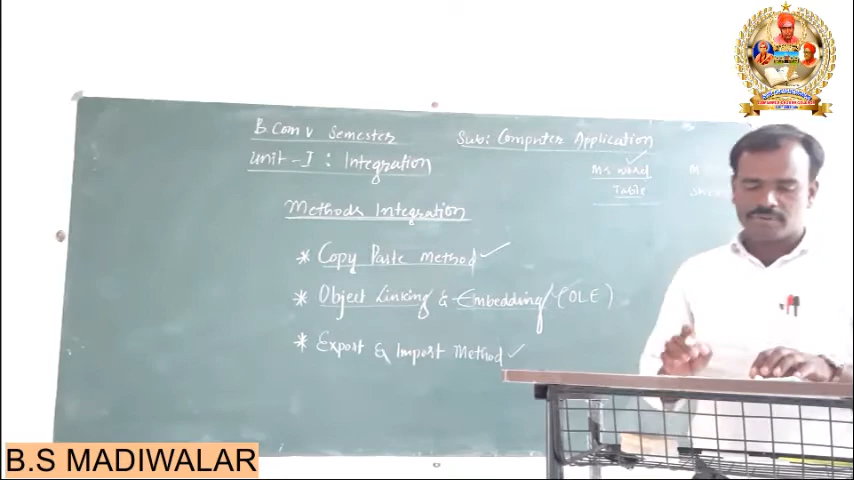 B.Com V Semester
Sub: Computer Application
Unit-I : Integration
MS Word
Table
Methods Integration
* Copy Paste Method ✓
* Object Linking & Embedding (OLE)
* Export & Import Method ✓
B.S MADIWALAR